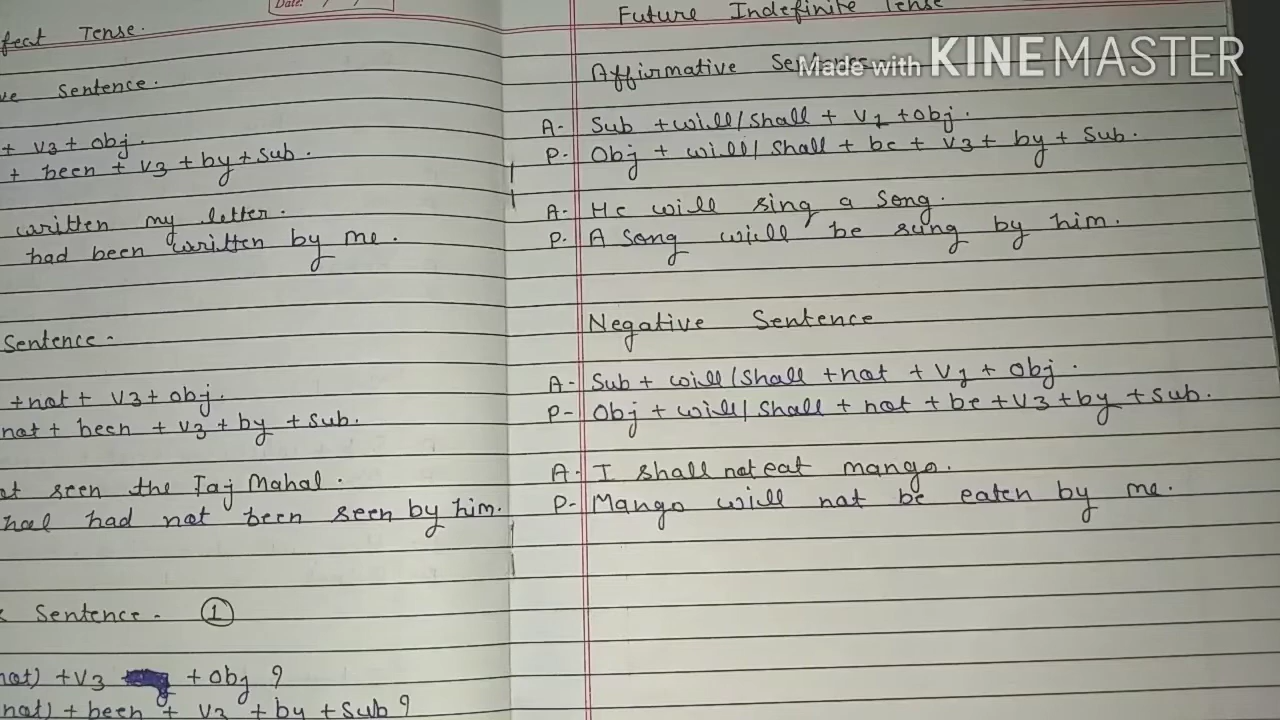 Date:
Tense.
Sentence.
+ V3 + obj.
+ been + V3 + by + sub.
written my letter.
had been written by me.
Sentence-
+not + V3 + obj.
not + been + V3 + by + sub.
seen the Taj Mahal.
had not been seen by him.
Sentence- 1
not) + V3 + obj ?
not) + been + V3 + by + sub ?
Future Indefinite Tense
Affirmative
Made with KINEMASTER
A- Sub + will/shall + V1 + obj.
P- Obj + will/shall + be + V3 + by + Sub.
A- He will sing a song.
P- A song will be sung by him.
Negative Sentence
A- Sub + will/shall + not + V1 + Obj.
P- Obj + will/shall + not + be + V3 + by + sub.
A- I shall not eat mango.
P- Mango will not be eaten by me.